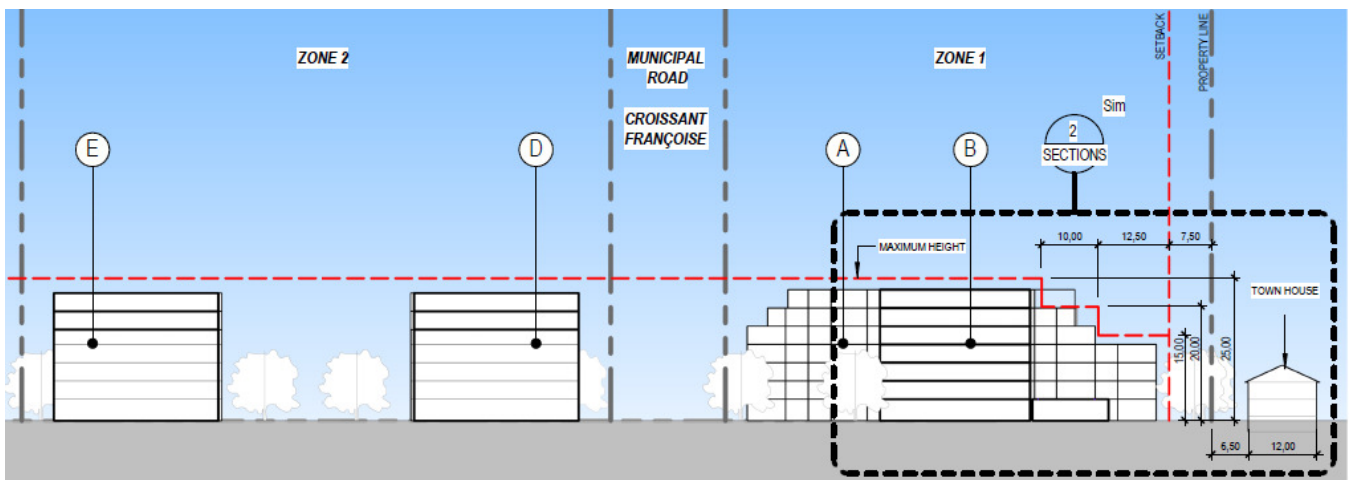 ZONE 2
MUNICIPAL
ROAD
CROISSANT
FRANÇOISE
ZONE 1
SETBACK
PROPERTY LINE
Sim
2
SECTIONS
E
D
A
B
10,00
12,50
7,50
MAXIMUM HEIGHT
TOWN HOUSE
15,00
20,00
25,00
6,50
12,00